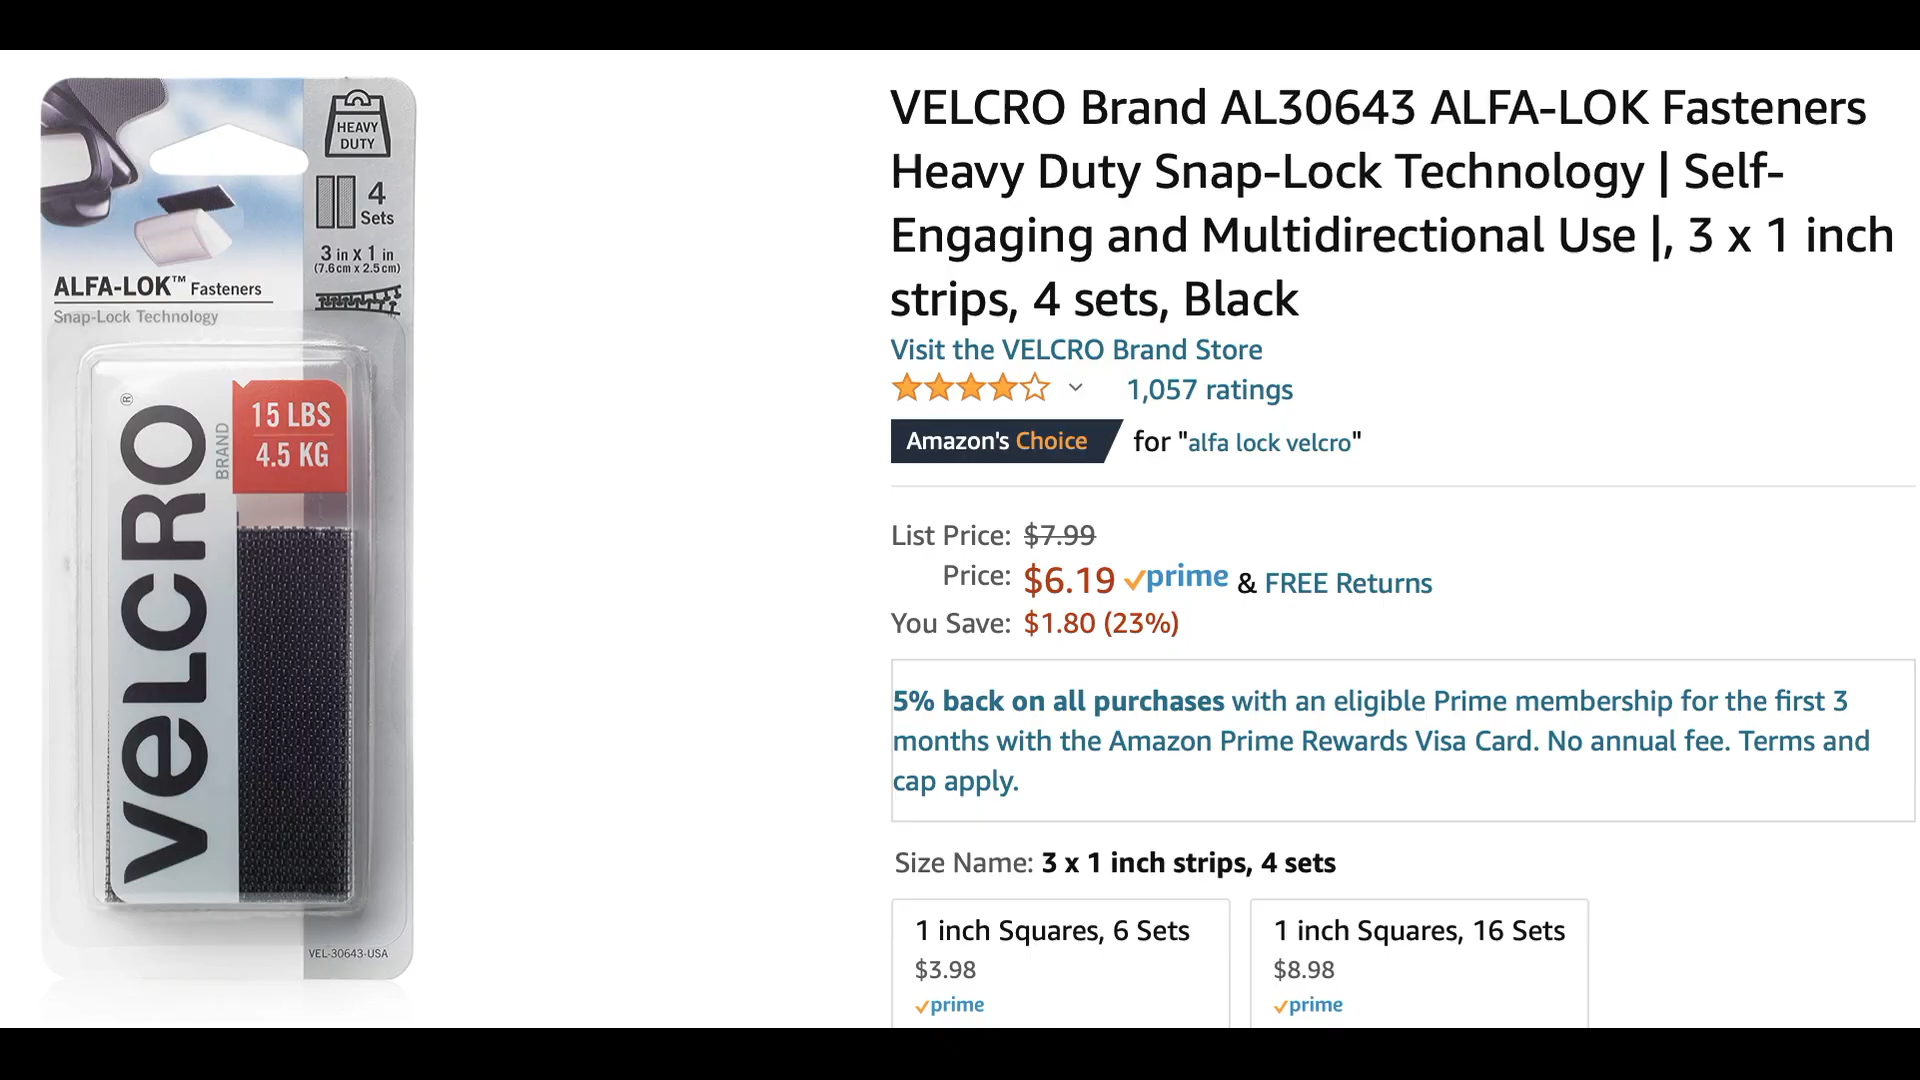 HEAVY
DUTY
4
Sets
3 in x 1 in
(7.6 cm x 2.5 cm)
ALFA-LOK™ Fasteners
Snap-Lock Technology
15 LBS
4.5 KG
VELCRO®
BRAND
VEL-30643-USA
VELCRO Brand AL30643 ALFA-LOK Fasteners
Heavy Duty Snap-Lock Technology | Self-
Engaging and Multidirectional Use |, 3 x 1 inch
strips, 4 sets, Black
Visit the VELCRO Brand Store
1,057 ratings
Amazon's Choice for "alfa lock velcro"
List Price: $7.99
Price: $6.19 prime & FREE Returns
You Save: $1.80 (23%)
5% back on all purchases with an eligible Prime membership for the first 3
months with the Amazon Prime Rewards Visa Card. No annual fee. Terms and
cap apply.
Size Name: 3 x 1 inch strips, 4 sets
1 inch Squares, 6 Sets
$3.98
prime
1 inch Squares, 16 Sets
$8.98
prime